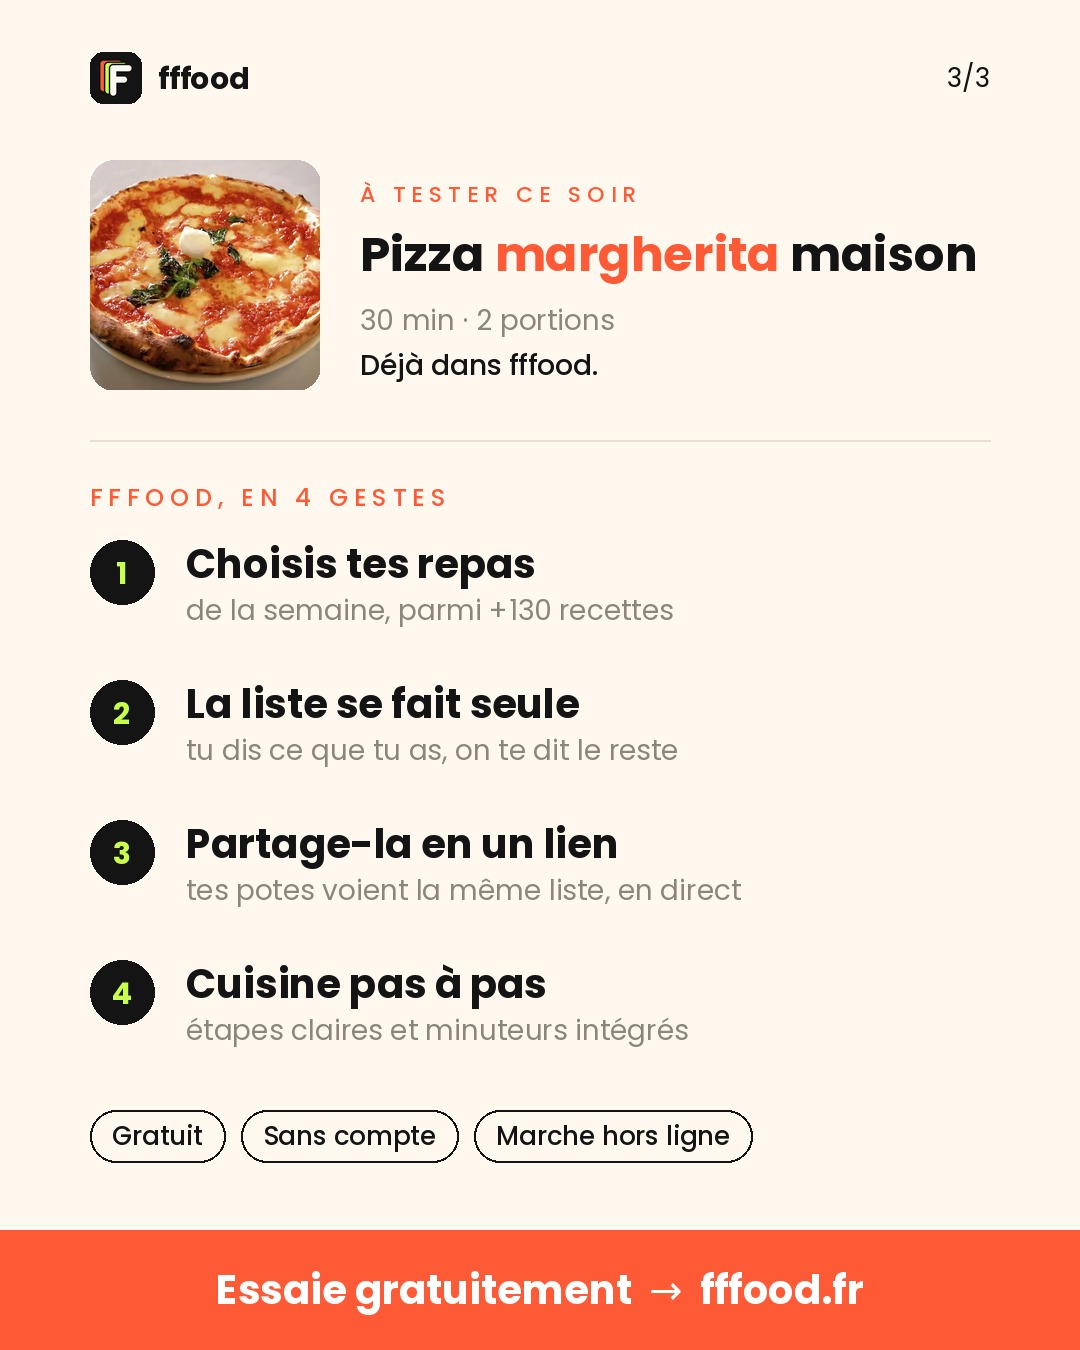 fffood
3/3
À TESTER CE SOIR
Pizza margherita maison
30 min · 2 portions
Déjà dans fffood.
FFFOOD, EN 4 GESTES
1
Choisis tes repas
de la semaine, parmi +130 recettes
2
La liste se fait seule
tu dis ce que tu as, on te dit le reste
3
Partage-la en un lien
tes potes voient la même liste, en direct
4
Cuisine pas à pas
étapes claires et minuteurs intégrés
Gratuit Sans compte Marche hors ligne
Essaie gratuitement → fffood.fr